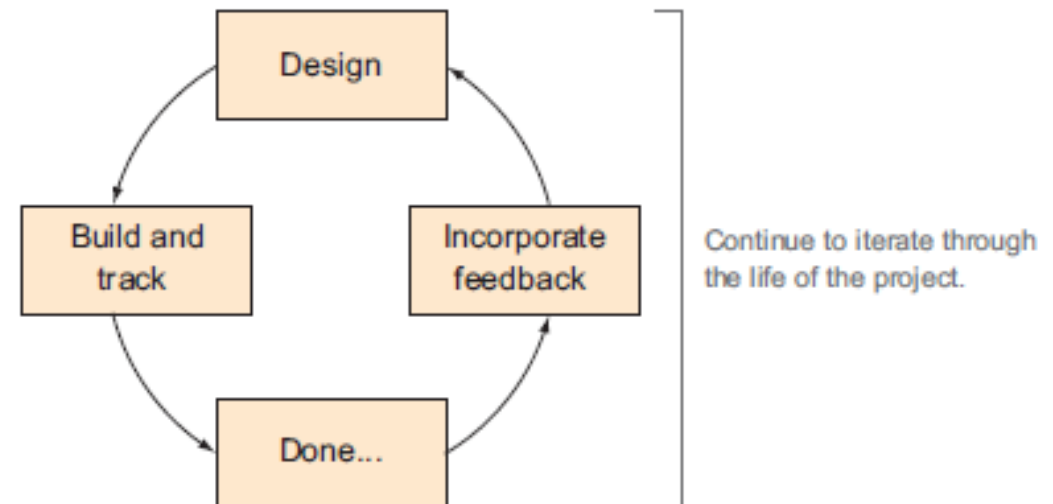 Design
Build and
track
Incorporate
feedback
Continue to iterate through
the life of the project.
Done...